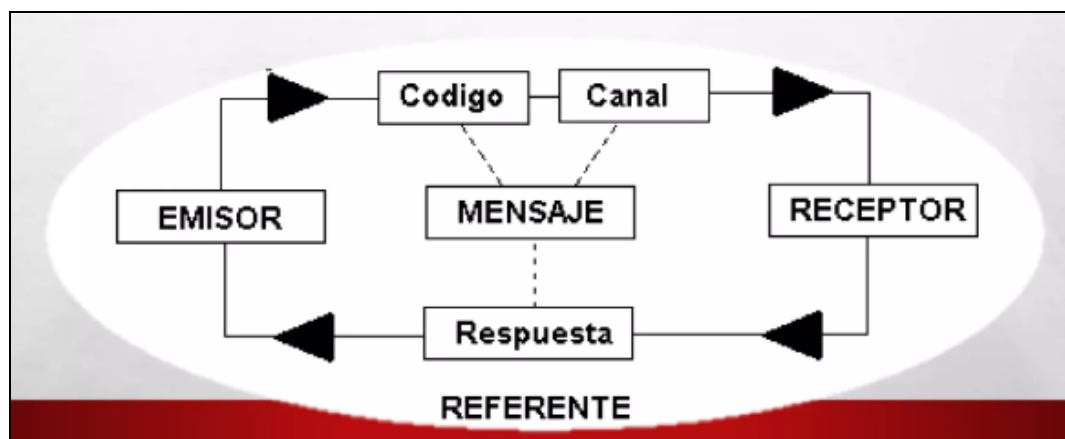 Codigo
Canal
EMISOR
MENSAJE
RECEPTOR
Respuesta
REFERENTE